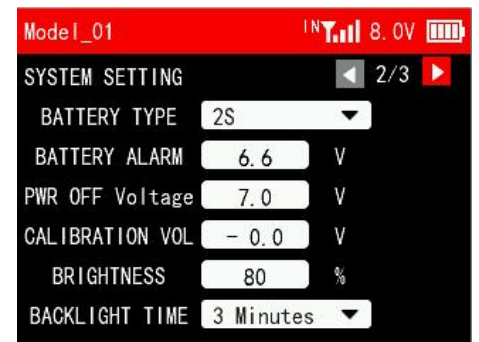 Model_01 IN 8.0V
SYSTEM SETTING 2/3
BATTERY TYPE 2S
BATTERY ALARM 6.6 V
PWR OFF Voltage 7.0 V
CALIBRATION VOL - 0.0 V
BRIGHTNESS 80 %
BACKLIGHT TIME 3 Minutes